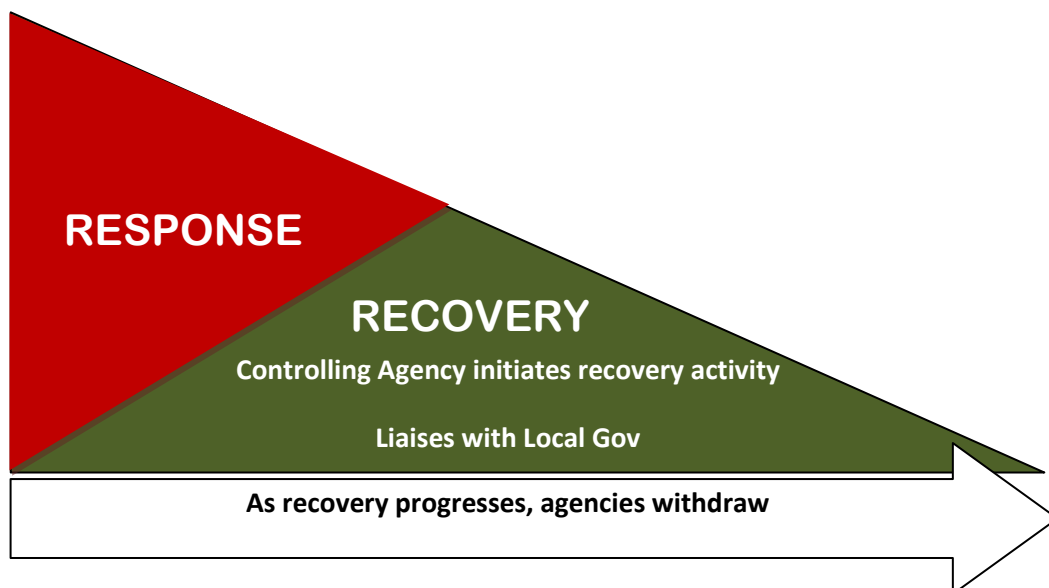 RESPONSE
RECOVERY
Controlling Agency initiates recovery activity
Liaises with Local Gov
As recovery progresses, agencies withdraw